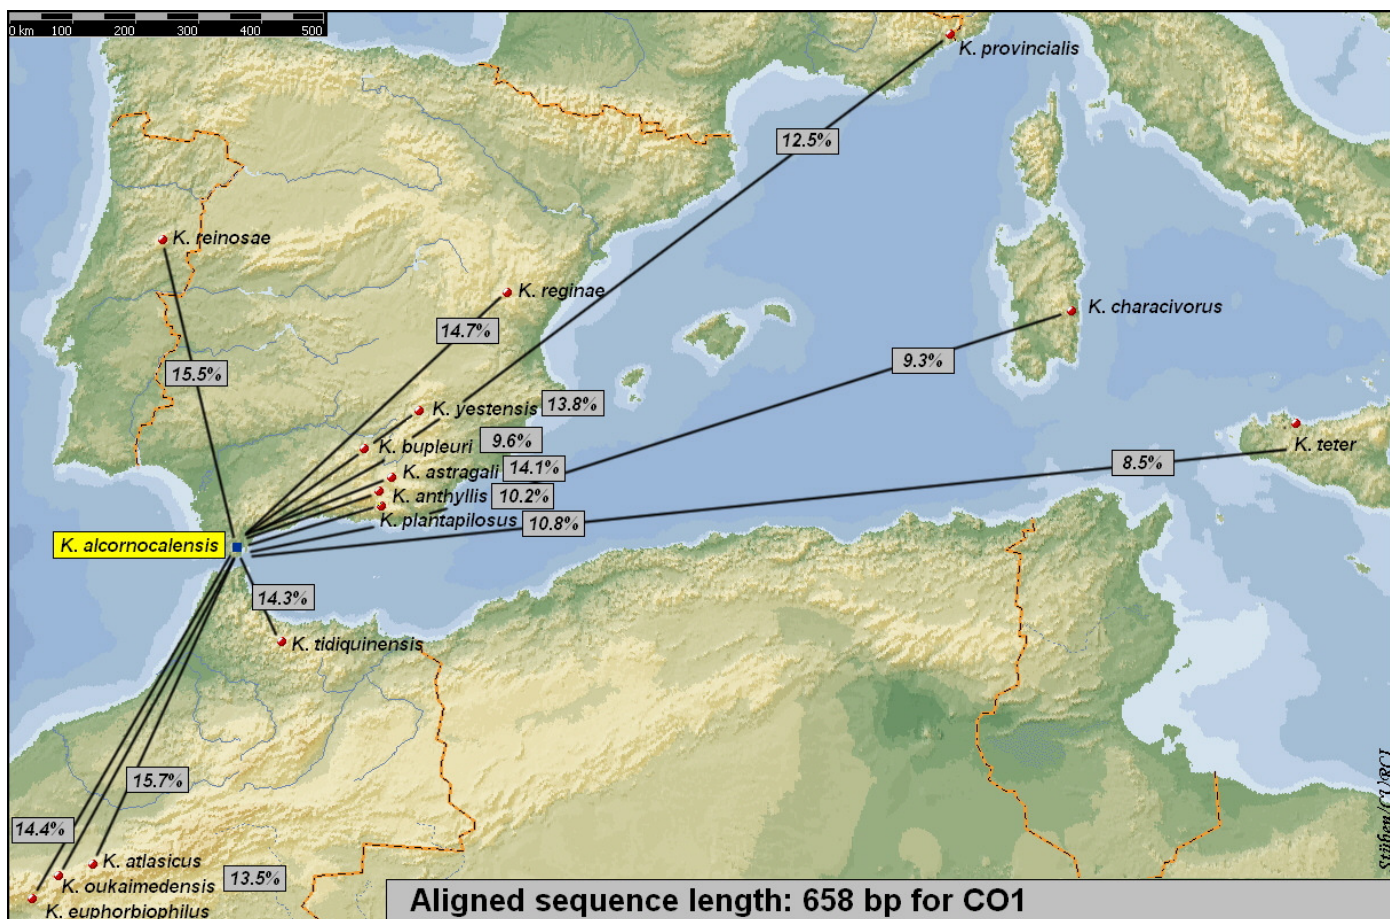 0 km 100 200 300 400 500
K. provincialis
12.5%
K. reinosae
K. reginae
14.7%
K. characivorus
9.3%
15.5%
K. yestensis 13.8%
K. bupleuri 9.6%
K. teter
8.5%
K. astragali 14.1%
K. anthyllis 10.2%
K. plantapilosus 10.8%
K. alcornocalensis
14.3%
K. tidiquinensis
15.7%
14.4%
K. atlasicus
K. oukaimedensis 13.5%
K. euphorbiophilus
Aligned sequence length: 658 bp for CO1